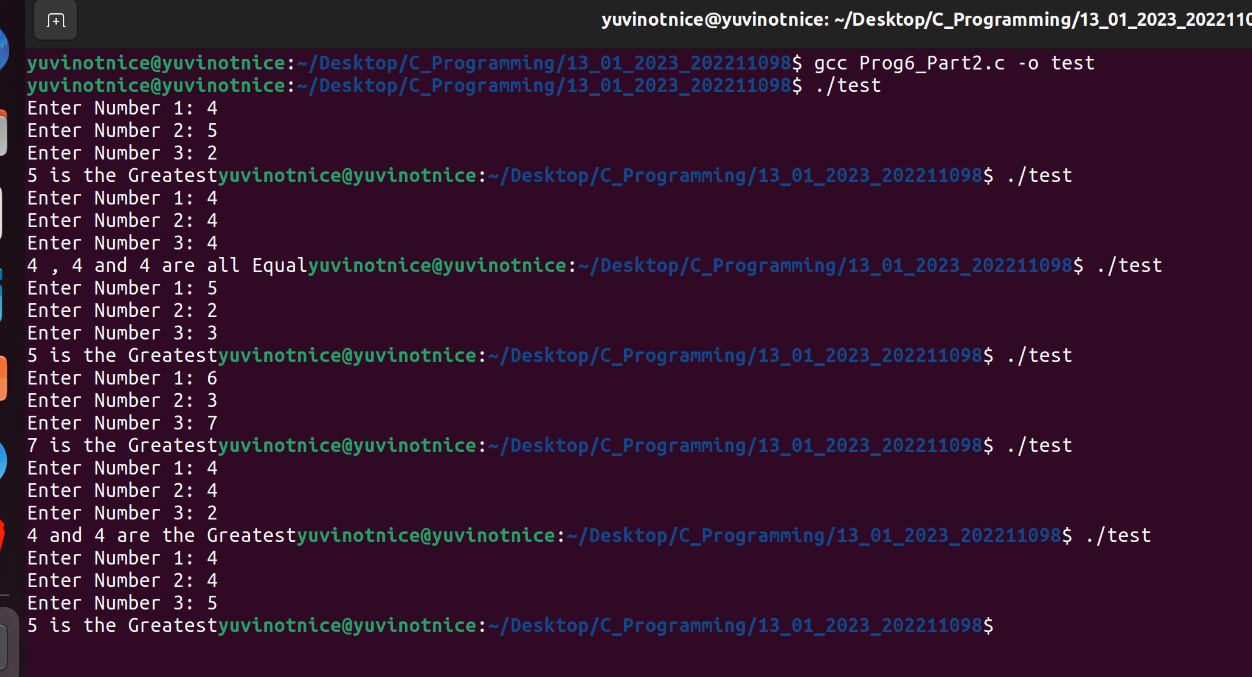 yuvinotnice@yuvinotnice: ~/Desktop/C_Programming/13_01_2023_20221109
yuvinotnice@yuvinotnice:~/Desktop/C_Programming/13_01_2023_202211098$ gcc Prog6_Part2.c -o test
yuvinotnice@yuvinotnice:~/Desktop/C_Programming/13_01_2023_202211098$ ./test
Enter Number 1: 4
Enter Number 2: 5
Enter Number 3: 2
5 is the Greatestyuvinotnice@yuvinotnice:~/Desktop/C_Programming/13_01_2023_202211098$ ./test
Enter Number 1: 4
Enter Number 2: 4
Enter Number 3: 4
4 , 4 and 4 are all Equalyuvinotnice@yuvinotnice:~/Desktop/C_Programming/13_01_2023_202211098$ ./test
Enter Number 1: 5
Enter Number 2: 2
Enter Number 3: 3
5 is the Greatestyuvinotnice@yuvinotnice:~/Desktop/C_Programming/13_01_2023_202211098$ ./test
Enter Number 1: 6
Enter Number 2: 3
Enter Number 3: 7
7 is the Greatestyuvinotnice@yuvinotnice:~/Desktop/C_Programming/13_01_2023_202211098$ ./test
Enter Number 1: 4
Enter Number 2: 4
Enter Number 3: 2
4 and 4 are the Greatestyuvinotnice@yuvinotnice:~/Desktop/C_Programming/13_01_2023_202211098$ ./test
Enter Number 1: 4
Enter Number 2: 4
Enter Number 3: 5
5 is the Greatestyuvinotnice@yuvinotnice:~/Desktop/C_Programming/13_01_2023_202211098$